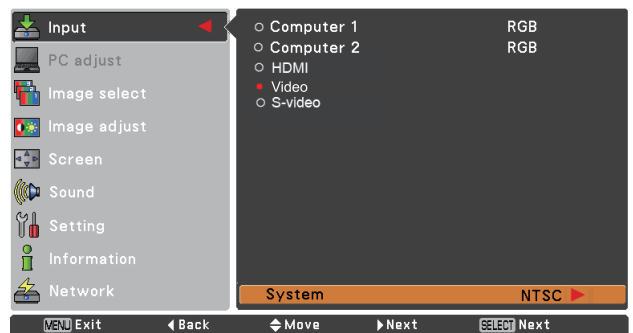 Input
PC adjust
Image select
Image adjust
Screen
Sound
Setting
Information
Network
Computer 1 RGB
Computer 2 RGB
HDMI
Video
S-video
System NTSC
MENU Exit Back Move Next SELECT Next